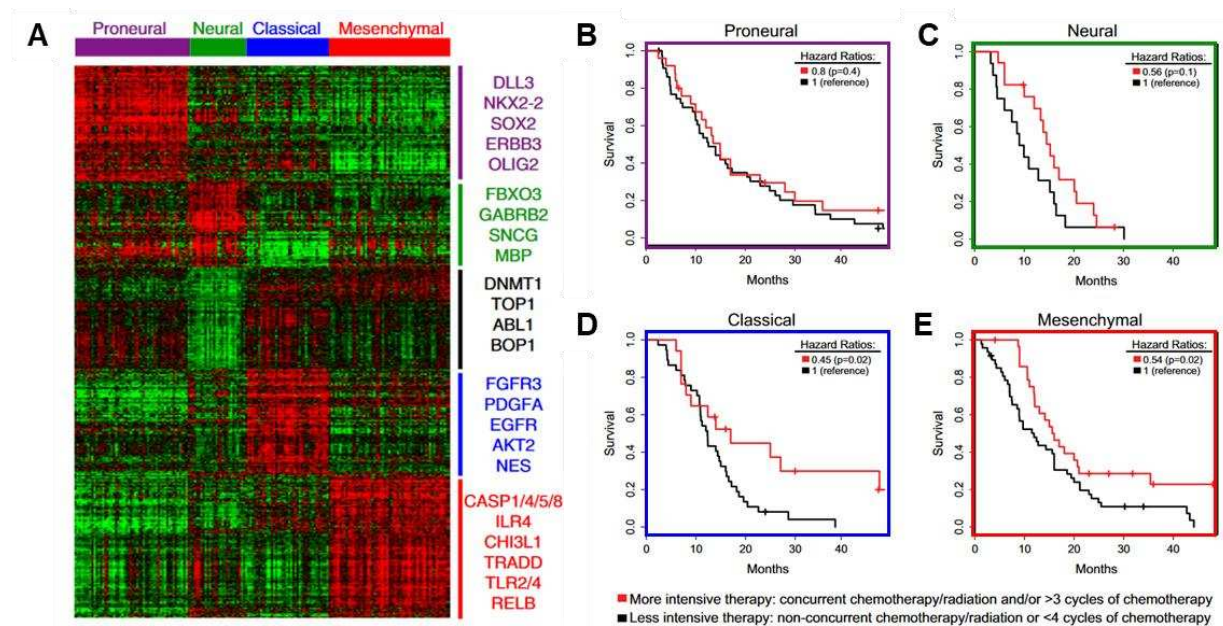 A
Proneural Neural Classical Mesenchymal
DLL3
NKX2-2
SOX2
ERBB3
OLIG2
FBXO3
GABRB2
SNCG
MBP
DNMT1
TOP1
ABL1
BOP1
FGFR3
PDGFA
EGFR
AKT2
NES
CASP1/4/5/8
ILR4
CHI3L1
TRADD
TLR2/4
RELB
B
Proneural
Hazard Ratios:
0.8 (p=0.4)
1 (reference)
Survival
0.0 0.2 0.4 0.6 0.8 1.0
0 10 20 30 40
Months
C
Neural
Hazard Ratios:
0.56 (p=0.1)
1 (reference)
Survival
0.0 0.2 0.4 0.6 0.8 1.0
0 10 20 30 40
Months
D
Classical
Hazard Ratios:
0.45 (p=0.02)
1 (reference)
Survival
0.0 0.2 0.4 0.6 0.8 1.0
0 10 20 30 40
Months
E
Mesenchymal
Hazard Ratios:
0.54 (p=0.02)
1 (reference)
Survival
0.0 0.2 0.4 0.6 0.8 1.0
0 10 20 30 40
Months
More intensive therapy: concurrent chemotherapy/radiation and/or >3 cycles of chemotherapy
Less intensive therapy: non-concurrent chemotherapy/radiation or <4 cycles of chemotherapy